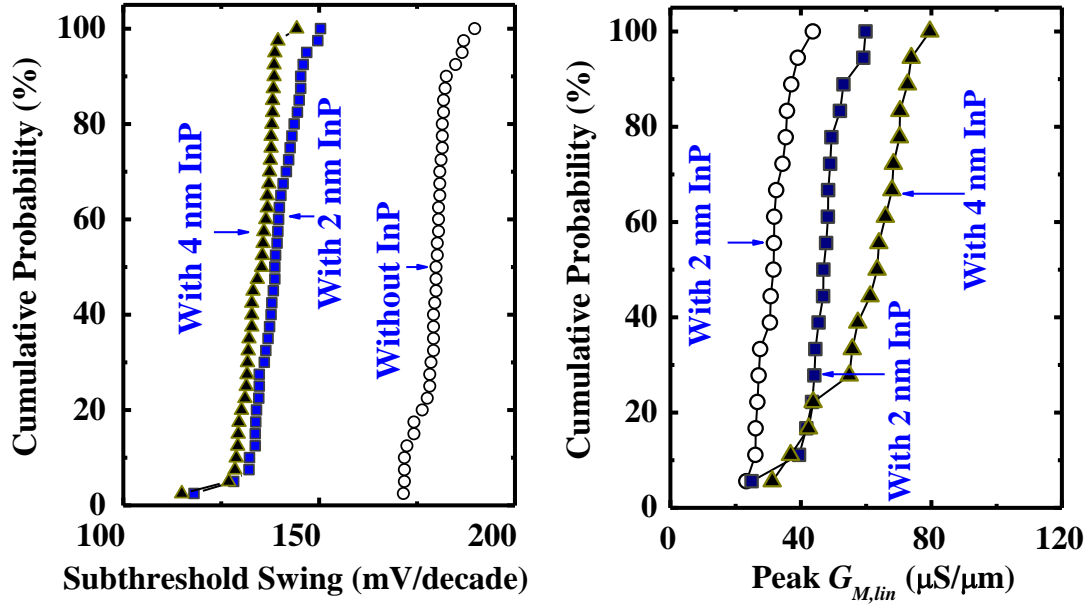 Cumulative Probability (%)
100
80
60
40
20
0
100
150
200
Subthreshold Swing (mV/decade)
With 4 nm InP
With 2 nm InP
Without InP
Cumulative Probability (%)
100
80
60
40
20
0
0
40
80
120
Peak G_{M,lin} (μS/μm)
With 2 nm InP
With 2 nm InP
With 4 nm InP